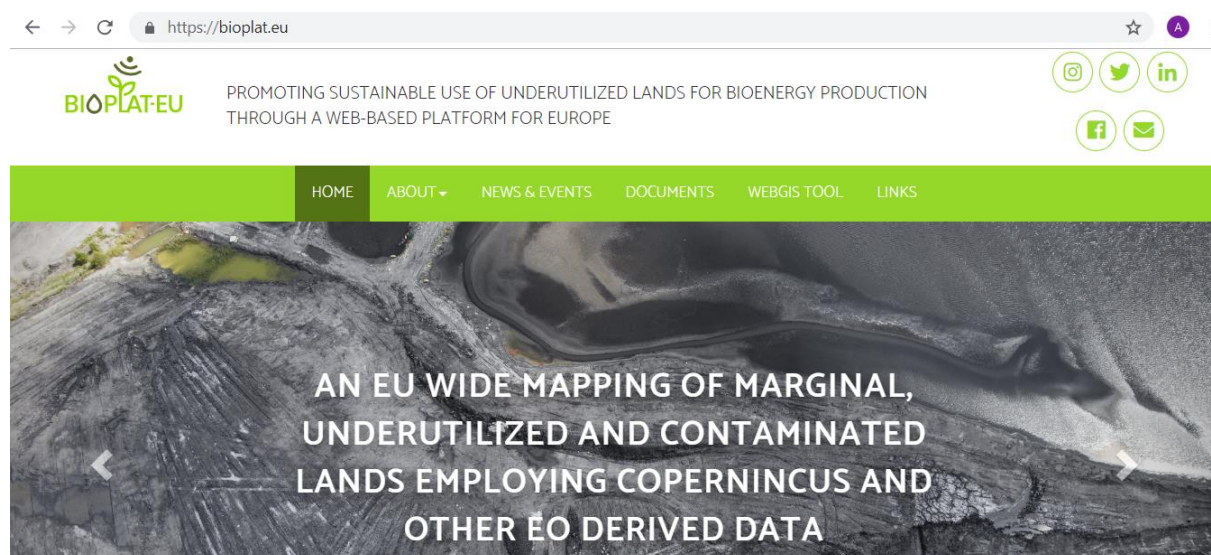 https://bioplat.eu
A
BIOPLAT-EU
PROMOTING SUSTAINABLE USE OF UNDERUTILIZED LANDS FOR BIOENERGY PRODUCTION
THROUGH A WEB-BASED PLATFORM FOR EUROPE
in
HOME ABOUT NEWS & EVENTS DOCUMENTS WEBGIS TOOL LINKS
AN EU WIDE MAPPING OF MARGINAL,
UNDERUTILIZED AND CONTAMINATED
LANDS EMPLOYING COPERNINCUS AND
OTHER EO DERIVED DATA